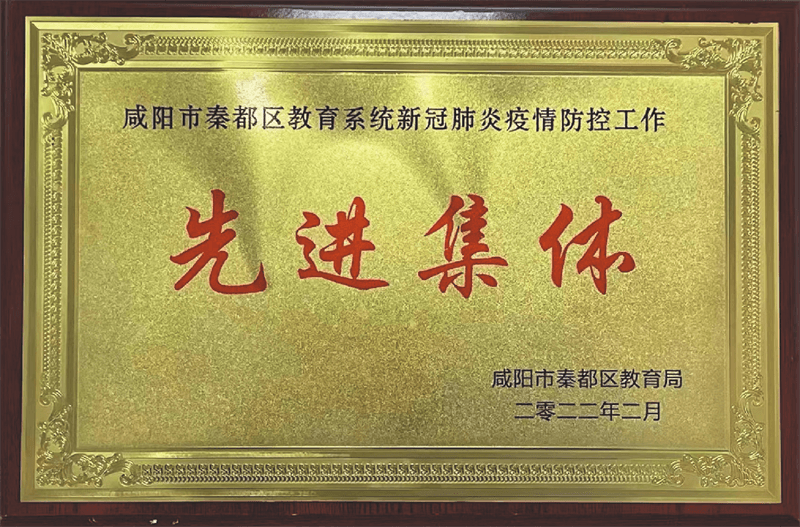 咸阳市秦都区教育系统新冠肺炎疫情防控工作
先进集体
咸阳市秦都区教育局
二零二二年二月